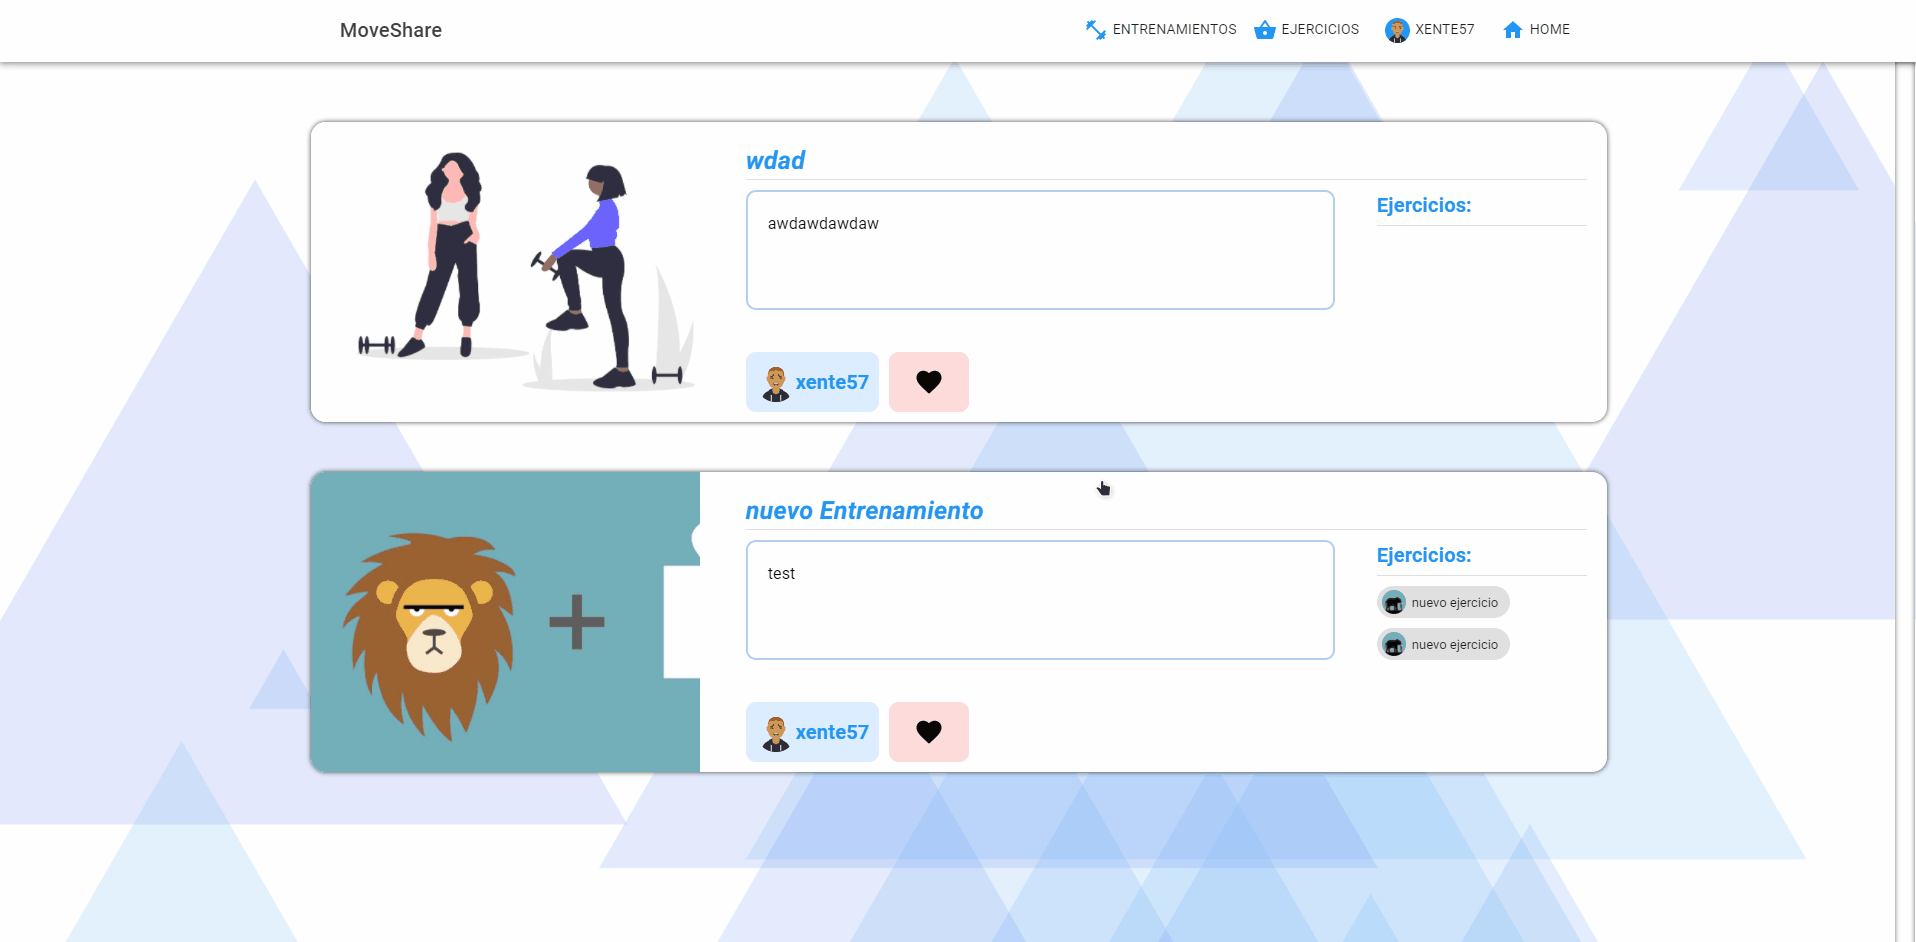 MoveShare
ENTRENAMIENTOS
EJERCICIOS
XENTE57
HOME
wdad
awdawdawdaw
Ejercicios:
xente57
nuevo Entrenamiento
test
Ejercicios:
nuevo ejercicio
nuevo ejercicio
xente57